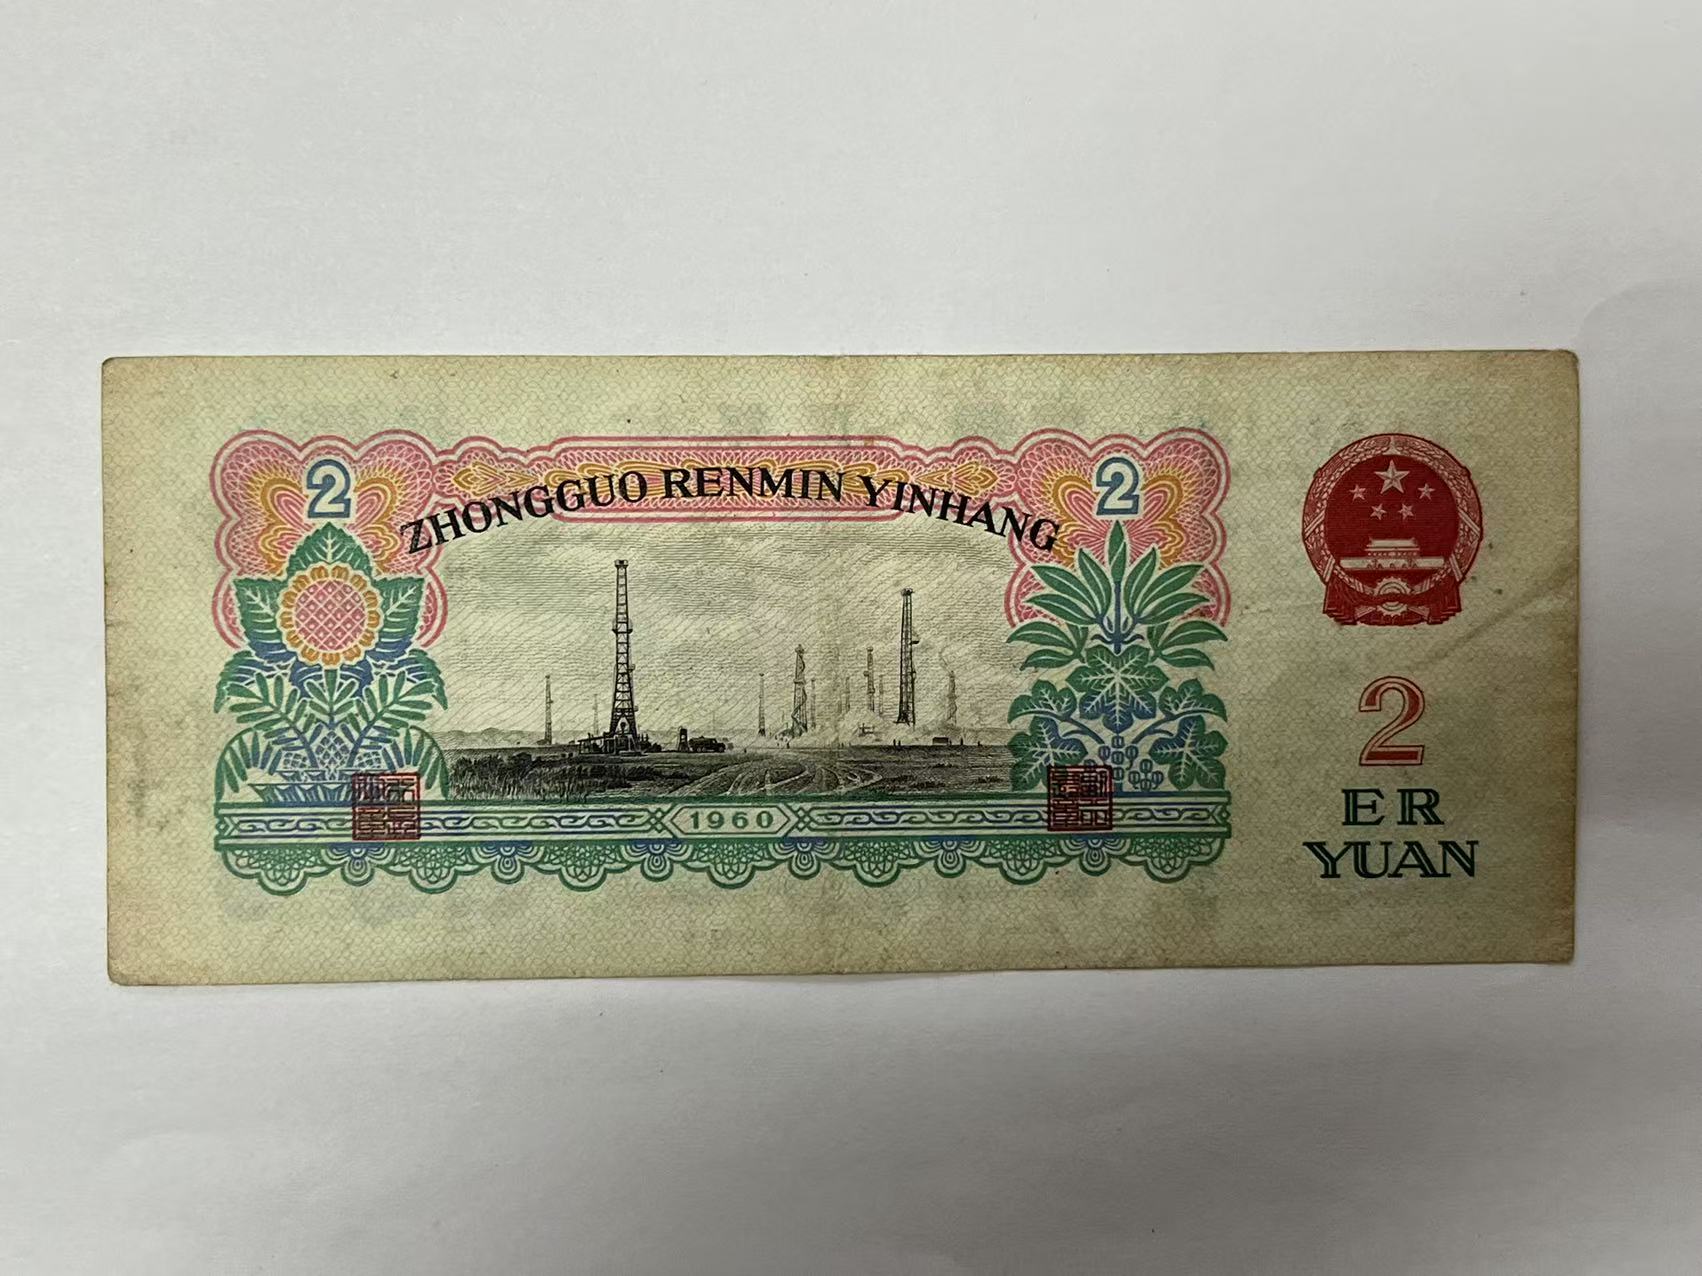 2
2
ZHONGGUO RENMIN YINHANG
1960
2
ER
YUAN